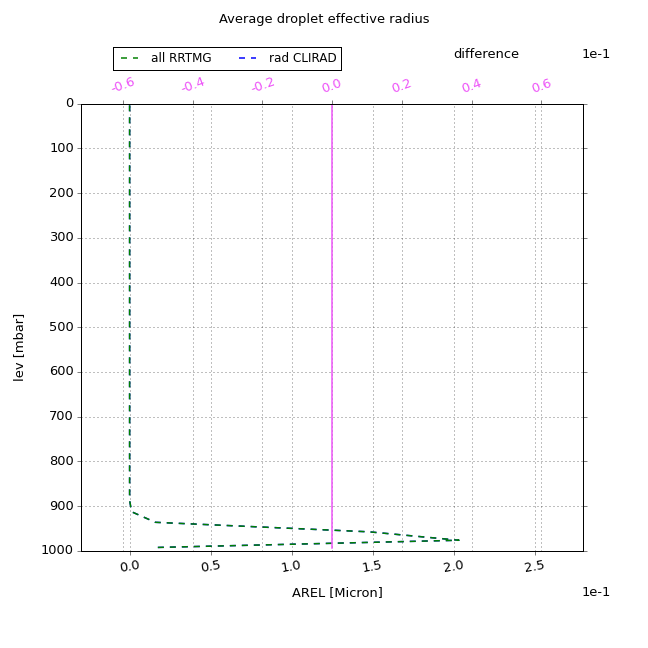 Average droplet effective radius
all RRTMG rad CLIRAD
difference 1e-1
-0.6 -0.4 -0.2 0.0 0.2 0.4 0.6
0
100
200
300
400
500
600
700
800
900
1000
lev [mbar]
0.0 0.5 1.0 1.5 2.0 2.5
AREL [Micron] 1e-1